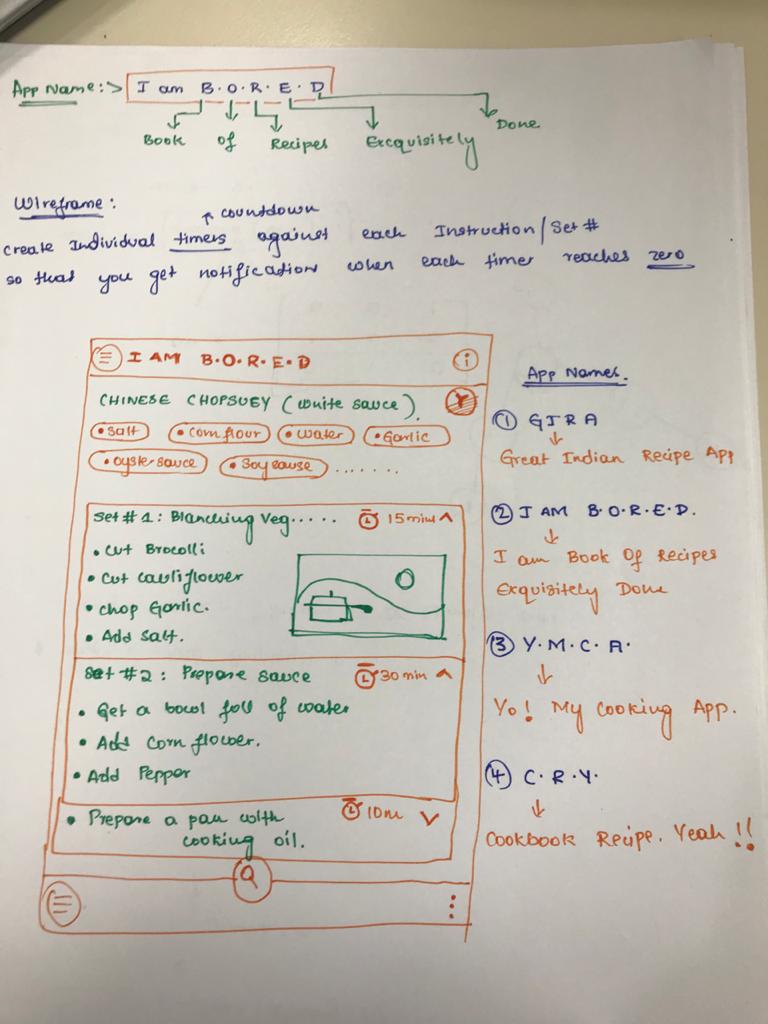 App Name:-> I am B.O.R.E.D
Book of Recipes Excquisitely Done
Wireframe:
countdown
create Individual timers against each Instruction/Set #
so that you get notification when each timer reaches zero
I AM B.O.R.E.D i
CHINESE CHOPSUEY (white sauce). Y
• Salt • Corn flour • Water • Garlic
• oyster sauce • Soy sause ........
Set # 1: Blanching Veg..... 15 mins
• Cut Brocolli
• Cut Cauliflower
• Chop Garlic.
• Add Salt.
Set #2: Prepare sauce 30 min
• Get a bowl full of water
• Add Corn flower.
• Add Pepper
• Prepare a pan with 10m
cooking oil.
App Names.
① GIRA
Great Indian Recipe App
② I AM B.O.R.E.D.
I am Book Of Recipes
Exquisitely Done
③ Y.M.C.A.
Yo! My Cooking App.
④ C.R.Y.
Cookbook Recipe. Yeah!!